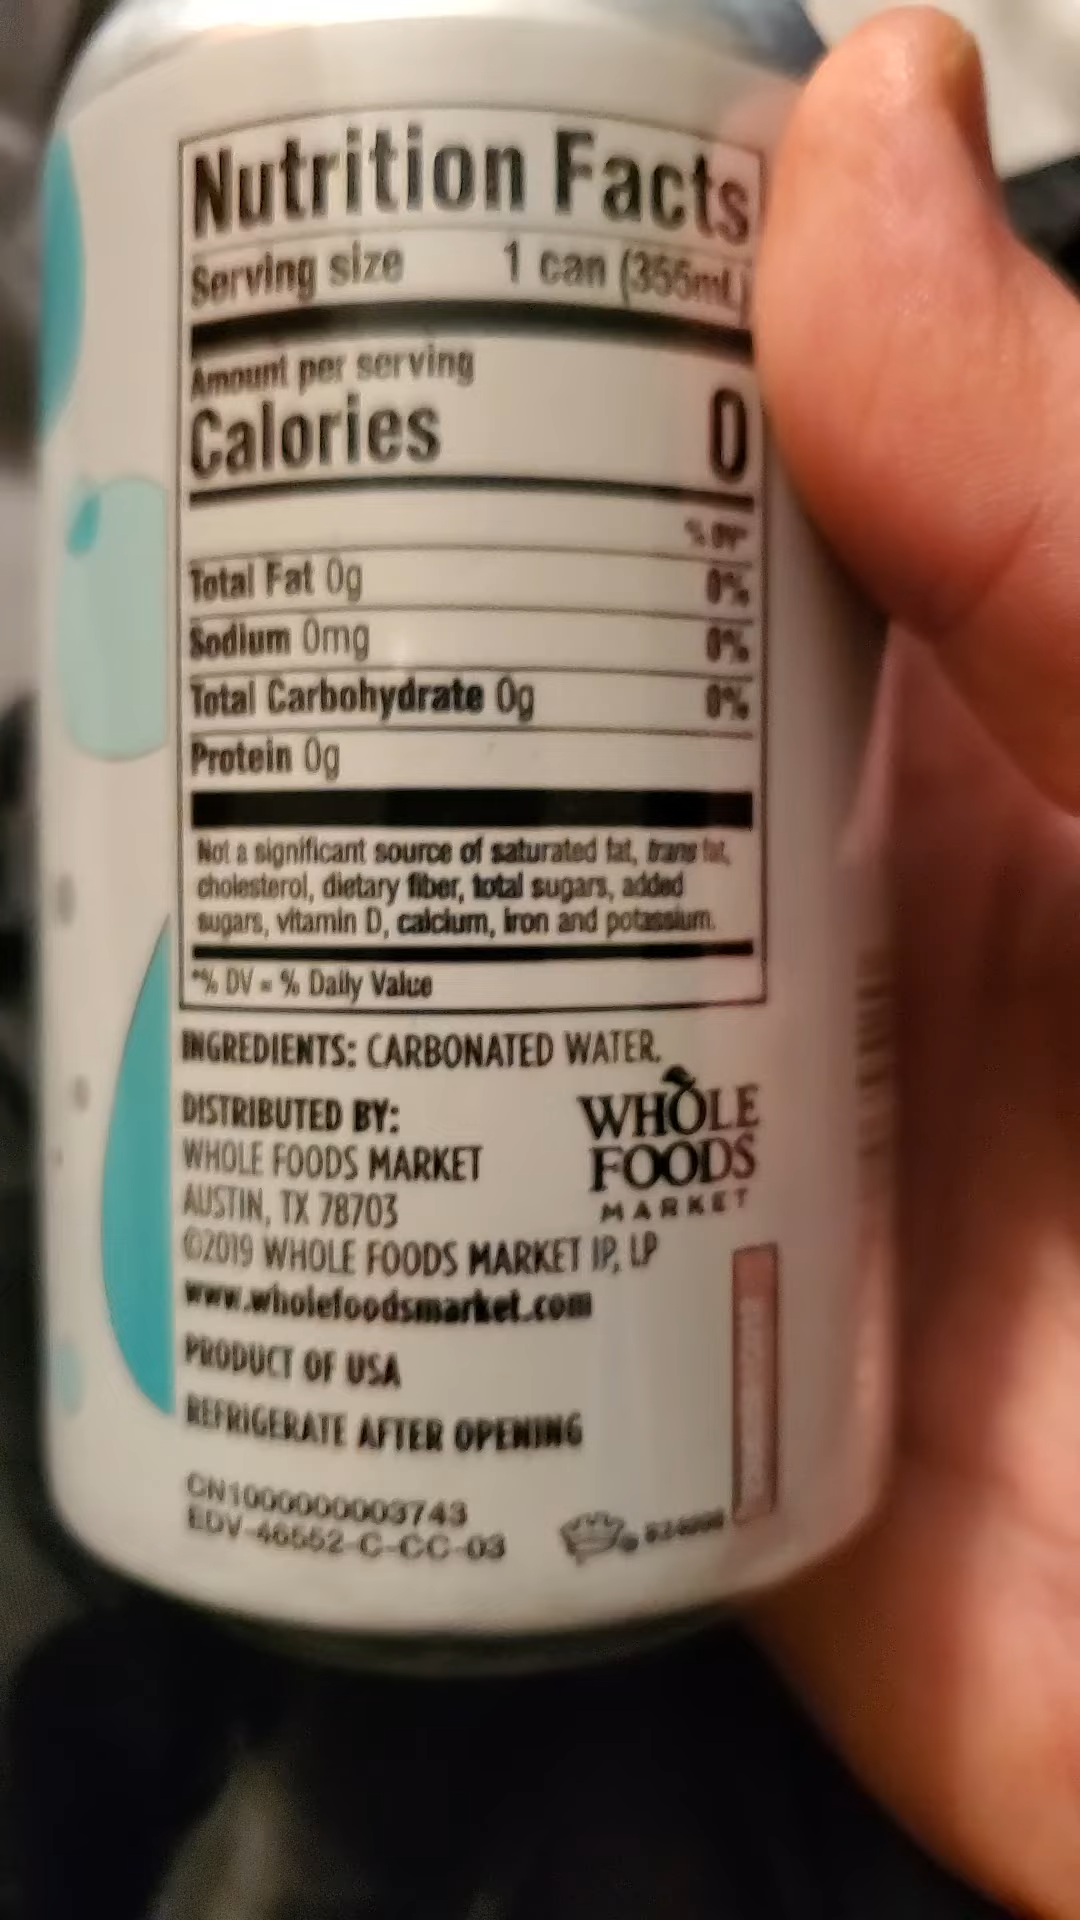 Nutrition Facts
Serving size 1 can (355mL)
Amount per serving
Calories 0
% DV*
Total Fat 0g 0%
Sodium 0mg 0%
Total Carbohydrate 0g 0%
Protein 0g
Not a significant source of saturated fat, trans fat,
cholesterol, dietary fiber, total sugars, added
sugars, vitamin D, calcium, iron and potassium.
*% DV = % Daily Value
INGREDIENTS: CARBONATED WATER.
DISTRIBUTED BY:
WHOLE FOODS MARKET
AUSTIN, TX 78703
©2019 WHOLE FOODS MARKET IP, LP
www.wholefoodsmarket.com
PRODUCT OF USA
REFRIGERATE AFTER OPENING
WHOLE
FOODS
MARKET
CN1000000003743
EDV-46552-C-CC-03